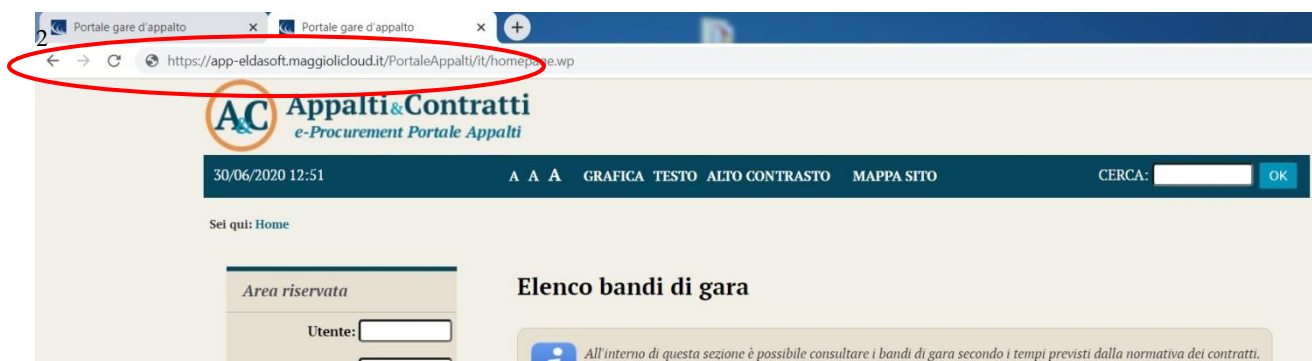 2
Portale gare d'appalto
Portale gare d'appalto
https://app-eldasoft.maggiolicloud.it/PortaleAppalti/it/homepage.wp
A&C Appalti&Contratti
e-Procurement Portale Appalti
30/06/2020 12:51 A A A GRAFICA TESTO ALTO CONTRASTO MAPPA SITO CERCA: OK
Sei qui: Home
Area riservata
Utente:
Elenco bandi di gara
All'interno di questa sezione è possibile consultare i bandi di gara secondo i tempi previsti dalla normativa dei contratti.